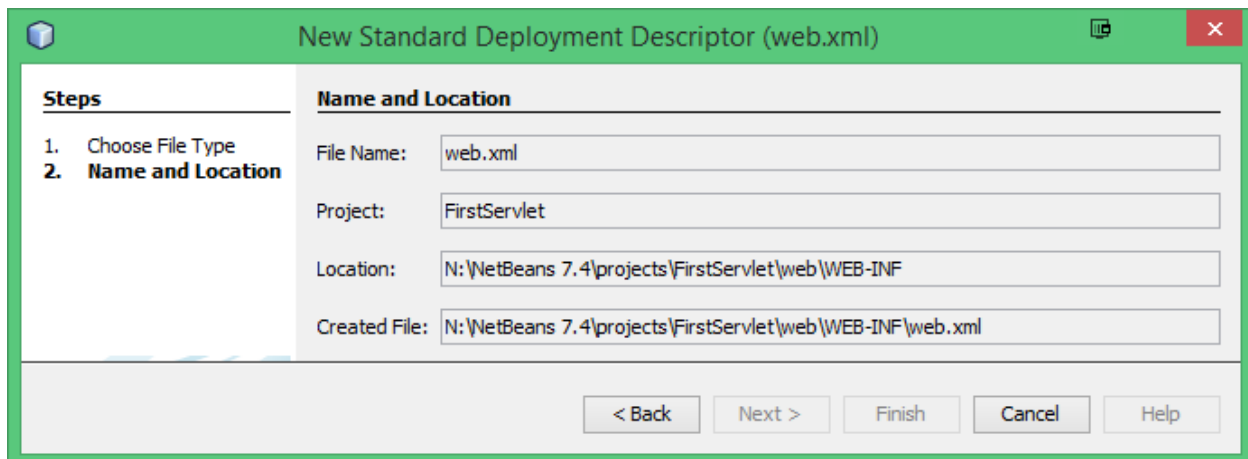 New Standard Deployment Descriptor (web.xml)
Steps
1. Choose File Type
2. Name and Location
Name and Location
File Name: web.xml
Project: FirstServlet
Location: N:\NetBeans 7.4\projects\FirstServlet\web\WEB-INF
Created File: N:\NetBeans 7.4\projects\FirstServlet\web\WEB-INF\web.xml
< Back Next > Finish Cancel Help